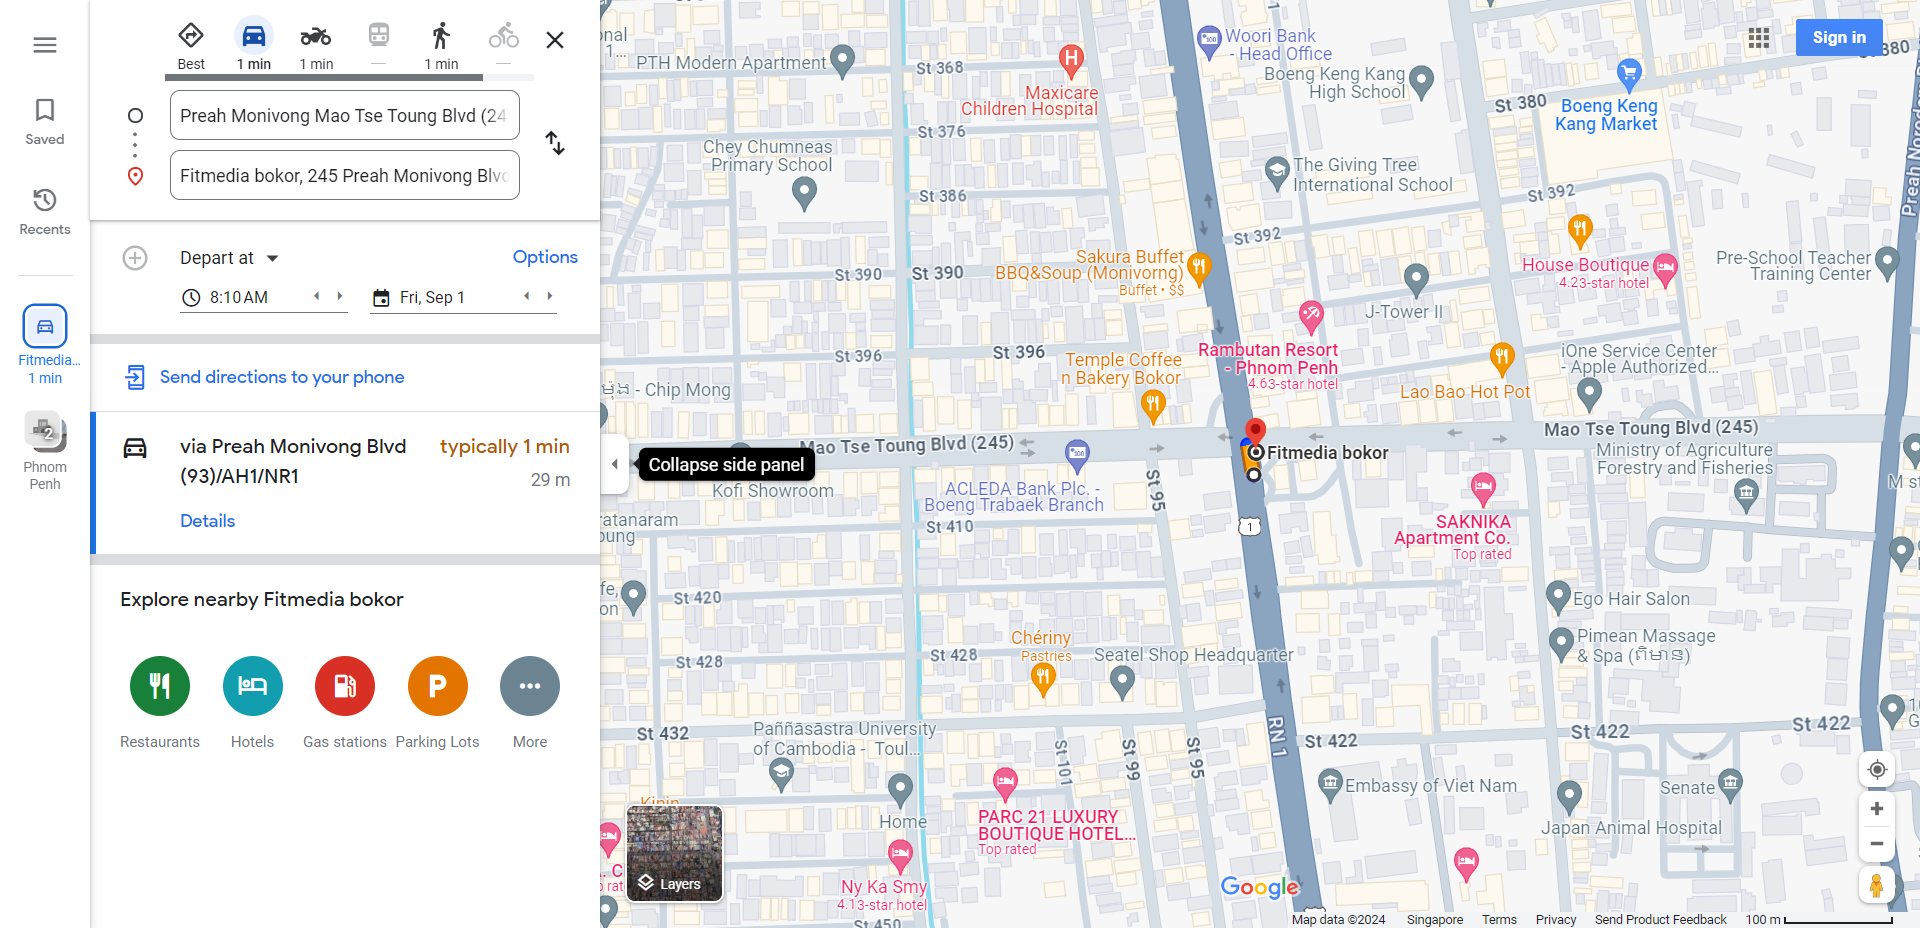 Best
1 min
1 min
—
1 min
—
Saved
Preah Monivong Mao Tse Toung Blvd (24
Fitmedia bokor, 245 Preah Monivong Blvd
Recents
Depart at
Options
8:10 AM
Fri, Sep 1
Fitmedia...
1 min
Send directions to your phone
2
Phnom
Penh
via Preah Monivong Blvd
(93)/AH1/NR1
typically 1 min
29 m
Details
Explore nearby Fitmedia bokor
P
Restaurants
Hotels
Gas stations
Parking Lots
More
Collapse side panel
Layers
Sign in
PTH Modern Apartment
St 368
H
Maxicare
Children Hospital
Woori Bank
- Head Office
Boeng Keng Kang
High School
St 380
Boeng Keng
Kang Market
St 376
Chey Chumneas
Primary School
The Giving Tree
International School
St 386
St 392
St 392
St 390
St 390
Sakura Buffet
BBQ&Soup (Monivorng)
Buffet • $$
House Boutique
4.23-star hotel
Pre-School Teacher
Training Center
J-Tower II
St 396
St 396
Temple Coffee
n Bakery Bokor
Rambutan Resort
- Phnom Penh
4.63-star hotel
iOne Service Center
- Apple Authorized...
Lao Bao Hot Pot
- Chip Mong
Mao Tse Toung Blvd (245)
Mao Tse Toung Blvd (245)
Fitmedia bokor
Ministry of Agriculture
Forestry and Fisheries
Kofi Showroom
ACLEDA Bank Plc. -
Boeng Trabaek Branch
St 95
M st
SAKNIKA
Apartment Co.
Top rated
ratanaram
oung
St 410
1
St 420
Ego Hair Salon
Chériny
Pastries
Pimean Massage
& Spa (ពិមាន)
St 428
St 428
Seatel Shop Headquarter
St 432
Paññāsāstra University
of Cambodia - Toul...
St 101
St 99
St 95
RN 1
St 422
St 422
St 422
Embassy of Viet Nam
Senate
Home
PARC 21 LUXURY
BOUTIQUE HOTEL...
Top rated
Japan Animal Hospital
Ny Ka Smy
4.13-star hotel
St 450
Google
Map data ©2024
Singapore
Terms
Privacy
Send Product Feedback
100 m